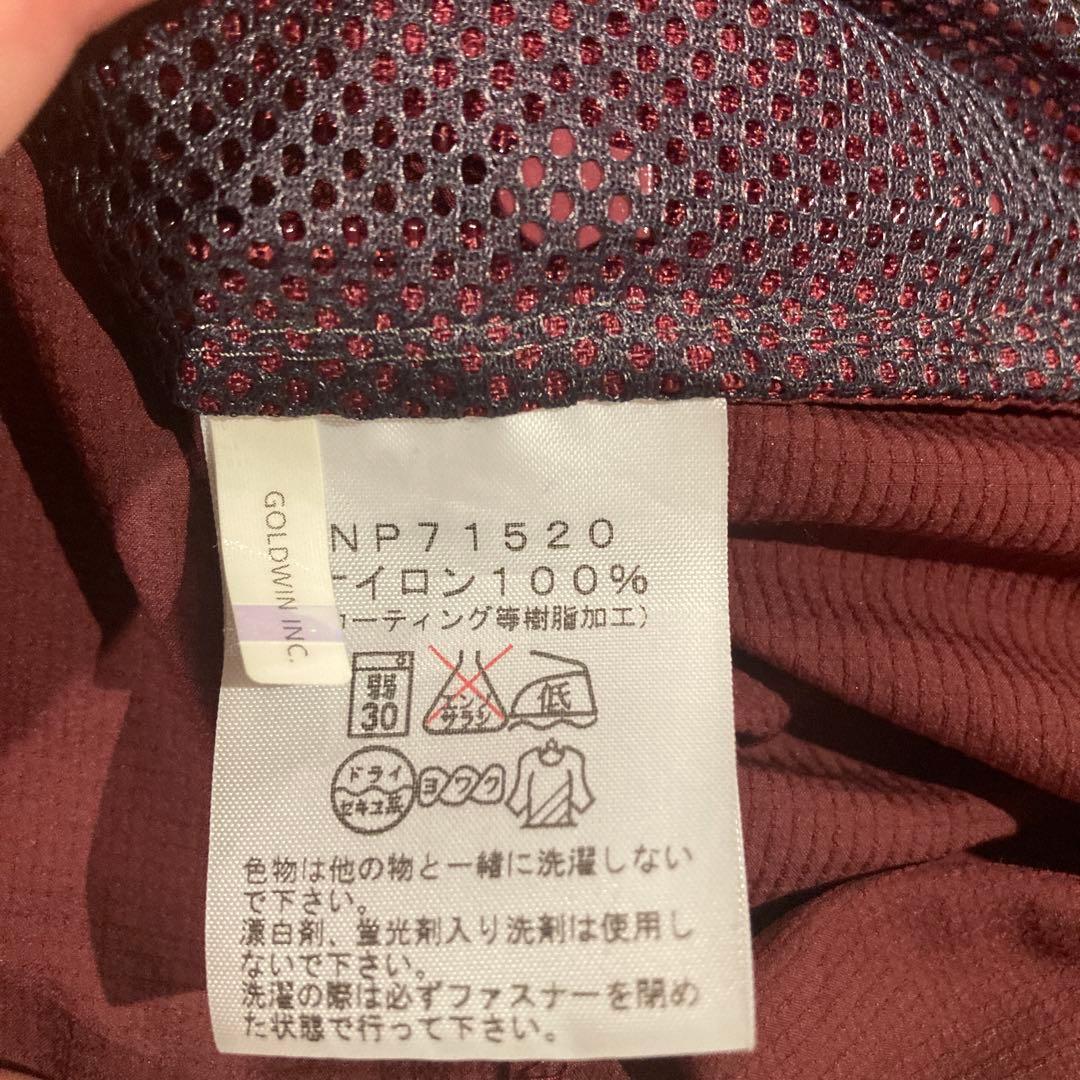 GOLDWIN INC.
NP71520
ナイロン100%
コーティング等樹脂加工)
弱
30
エンソ
サラシ
低
ドライ
セキユ系
ヨワク
色物は他の物と一緒に洗濯しない
で下さい。
漂白剤、蛍光剤入り洗剤は使用し
ないで下さい。
洗濯の際は必ずファスナーを閉め
た状態で行って下さい。